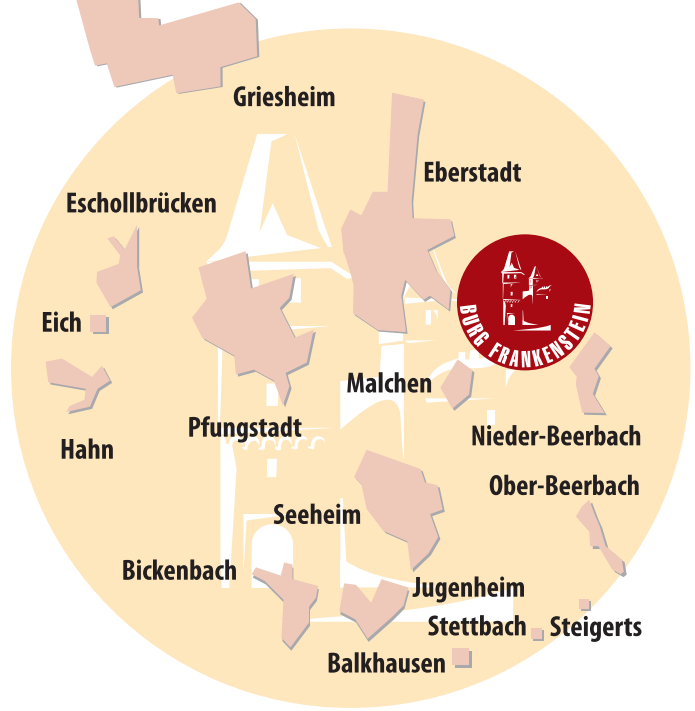 Griesheim
Eberstadt
Eschollbrücken
BURG FRANKENSTEIN
Eich
Malchen
Pfungstadt
Nieder-Beerbach
Hahn
Ober-Beerbach
Seeheim
Bickenbach
Jugenheim
Stettbach
Steigerts
Balkhausen